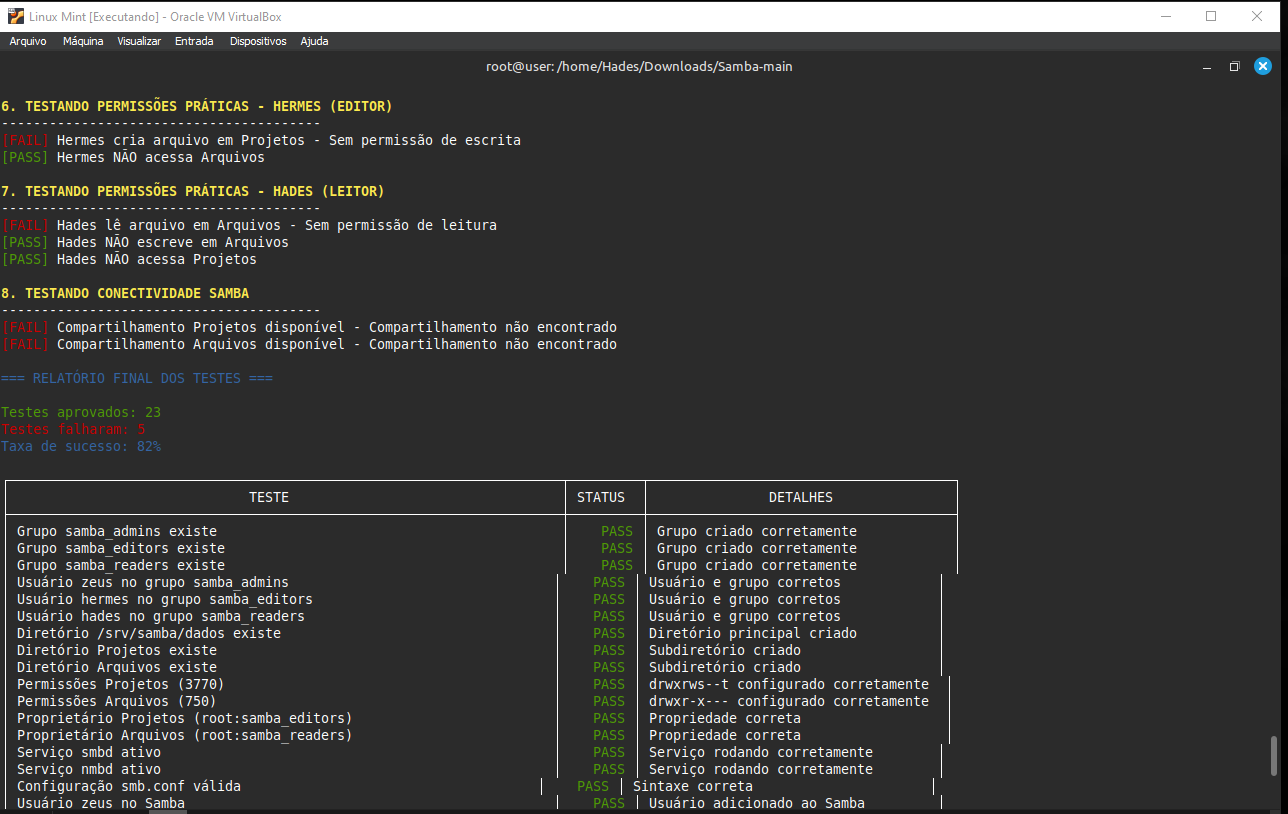 Linux Mint [Executando] - Oracle VM VirtualBox
Arquivo Máquina Visualizar Entrada Dispositivos Ajuda
root@user: /home/Hades/Downloads/Samba-main
6. TESTANDO PERMISSÕES PRÁTICAS - HERMES (EDITOR)
----------------------------------------
[FAIL] Hermes cria arquivo em Projetos - Sem permissão de escrita
[PASS] Hermes NÃO acessa Arquivos
7. TESTANDO PERMISSÕES PRÁTICAS - HADES (LEITOR)
----------------------------------------
[FAIL] Hades lê arquivo em Arquivos - Sem permissão de leitura
[PASS] Hades NÃO escreve em Arquivos
[PASS] Hades NÃO acessa Projetos
8. TESTANDO CONECTIVIDADE SAMBA
----------------------------------------
[FAIL] Compartilhamento Projetos disponível - Compartilhamento não encontrado
[FAIL] Compartilhamento Arquivos disponível - Compartilhamento não encontrado
=== RELATÓRIO FINAL DOS TESTES ===
Testes aprovados: 23
Testes falharam: 5
Taxa de sucesso: 82%
TESTE STATUS DETALHES
Grupo samba_admins existe PASS Grupo criado corretamente
Grupo samba_editors existe PASS Grupo criado corretamente
Grupo samba_readers existe PASS Grupo criado corretamente
Usuário zeus no grupo samba_admins PASS Usuário e grupo corretos
Usuário hermes no grupo samba_editors PASS Usuário e grupo corretos
Usuário hades no grupo samba_readers PASS Usuário e grupo corretos
Diretório /srv/samba/dados existe PASS Diretório principal criado
Diretório Projetos existe PASS Subdiretório criado
Diretório Arquivos existe PASS Subdiretório criado
Permissões Projetos (3770) PASS drwxrws--t configurado corretamente
Permissões Arquivos (750) PASS drwxr-x--- configurado corretamente
Proprietário Projetos (root:samba_editors) PASS Propriedade correta
Proprietário Arquivos (root:samba_readers) PASS Propriedade correta
Serviço smbd ativo PASS Serviço rodando corretamente
Serviço nmbd ativo PASS Serviço rodando corretamente
Configuração smb.conf válida PASS Sintaxe correta
Usuário zeus no Samba PASS Usuário adicionado ao Samba